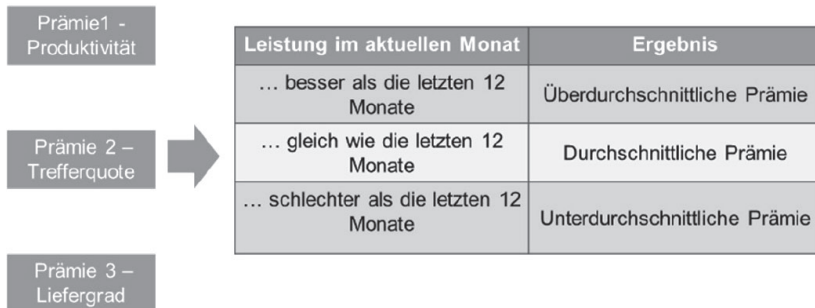 Prämie1 -
Produktivität
Prämie 2 –
Trefferquote
Prämie 3 –
Liefergrad
Leistung im aktuellen Monat Ergebnis
… besser als die letzten 12
Monate
Überdurchschnittliche Prämie
… gleich wie die letzten 12
Monate
Durchschnittliche Prämie
… schlechter als die letzten 12
Monate
Unterdurchschnittliche Prämie